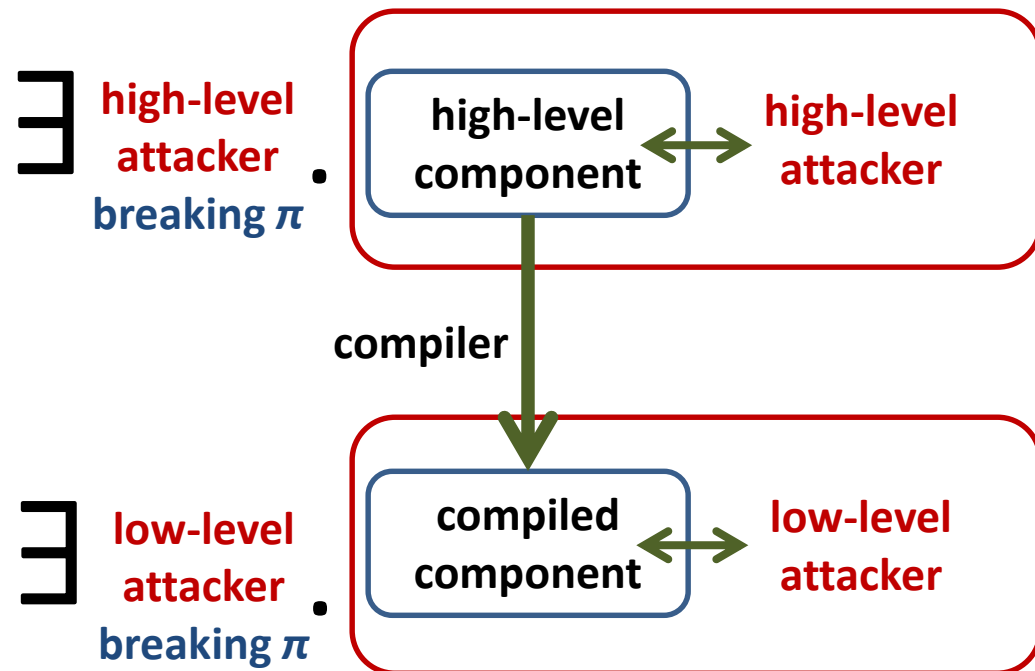 ∃ high-level
attacker
breaking π
.
high-level
component
high-level
attacker
compiler
∃ low-level
attacker
breaking π
.
compiled
component
low-level
attacker